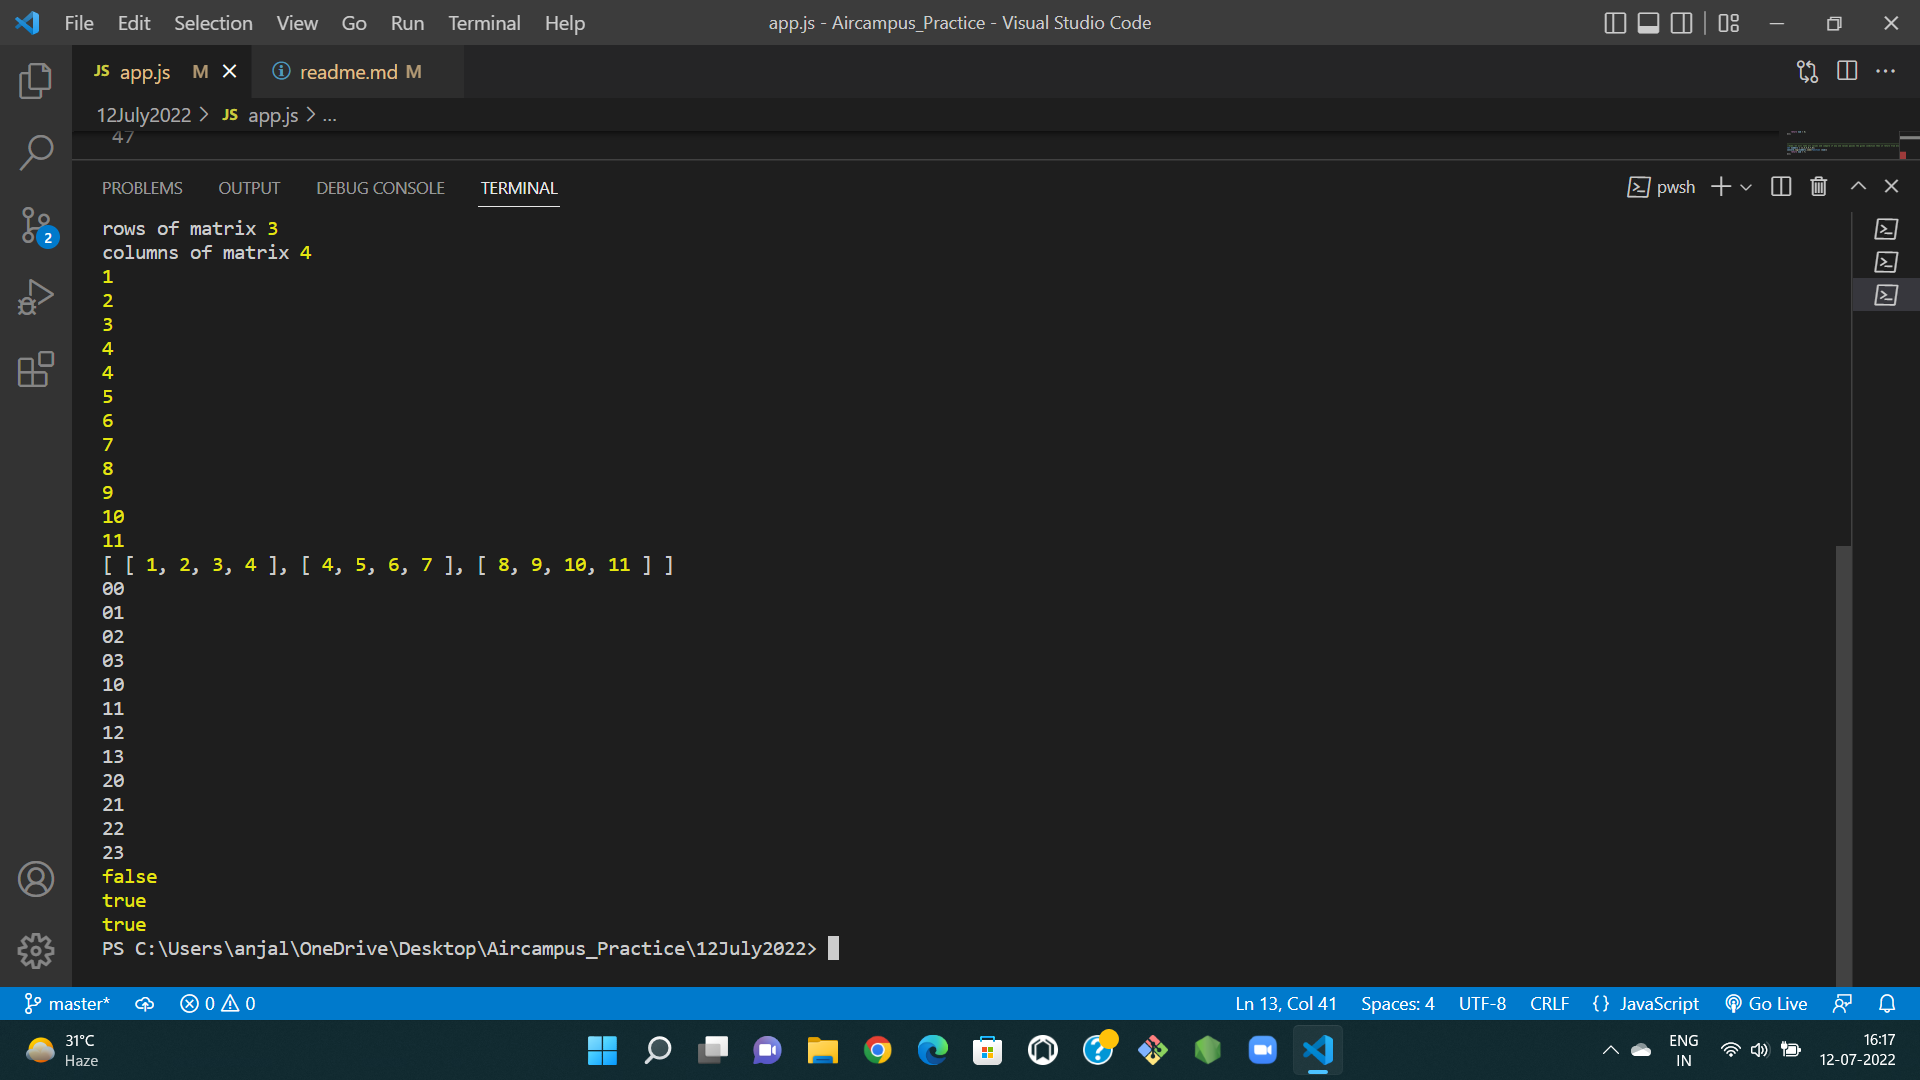 File Edit Selection View Go Run Terminal Help app.js - Aircampus_Practice - Visual Studio Code
JS app.js M readme.md M
12July2022 > JS app.js > ...
47
PROBLEMS OUTPUT DEBUG CONSOLE TERMINAL pwsh
rows of matrix 3
columns of matrix 4
1
2
3
4
4
5
6
7
8
9
10
11
[ [ 1, 2, 3, 4 ], [ 4, 5, 6, 7 ], [ 8, 9, 10, 11 ] ]
00
01
02
03
10
11
12
13
20
21
22
23
false
true
true
PS C:\Users\anjal\OneDrive\Desktop\Aircampus_Practice\12July2022>
2
master* 0 0 Ln 13, Col 41 Spaces: 4 UTF-8 CRLF {} JavaScript Go Live
31°C
Haze
ENG
IN
16:17
12-07-2022